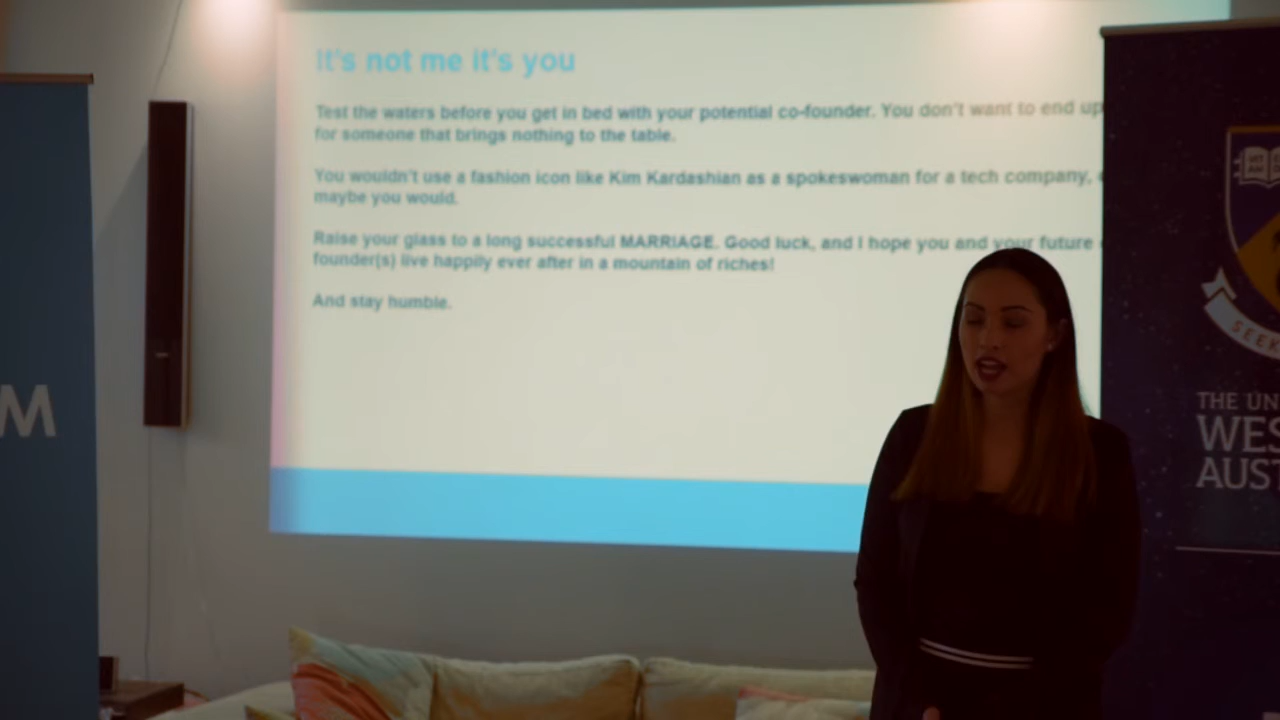 It's not me it's you
Test the waters before you get in bed with your potential co-founder. You don't want to end up
for someone that brings nothing to the table.
You wouldn't use a fashion icon like Kim Kardashian as a spokeswoman for a tech company,
maybe you would.
Raise your glass to a long successful MARRIAGE. Good luck, and I hope you and your future
founder(s) live happily ever after in a mountain of riches!
And stay humble.
M
SEEK
THE UN
WES
AUST